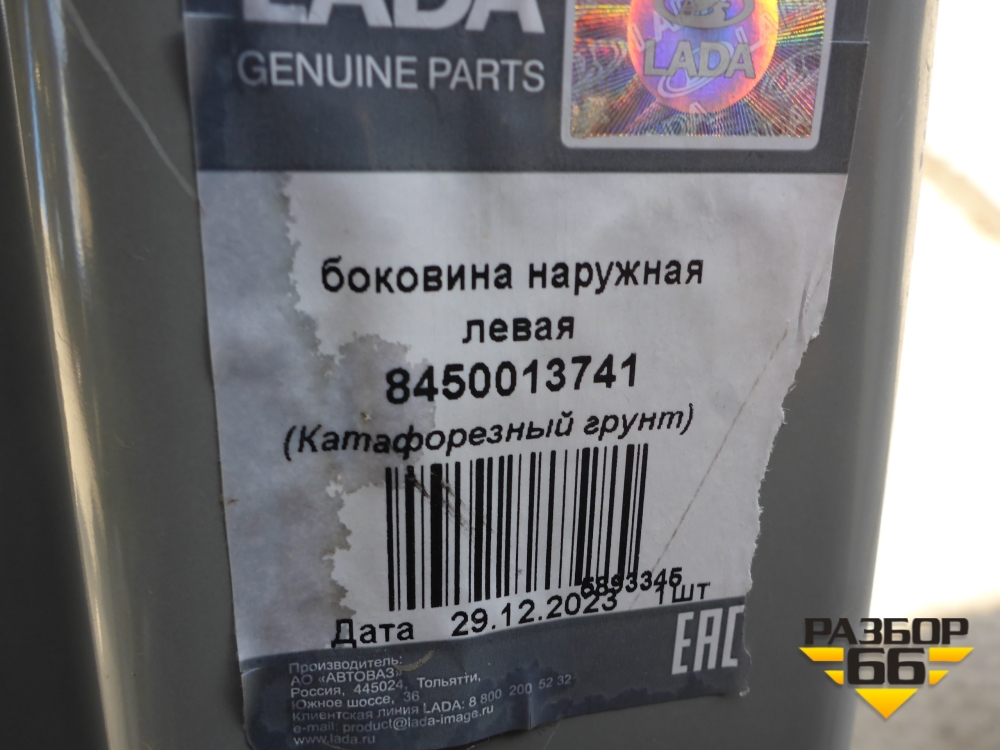 LADA
GENUINE PARTS
LADA
боковина наружная
левая
8450013741
(Катафорезный грунт)
5893345
Дата 29.12.2023 1шт
EAC
Производитель:
АО «АВТОВАЗ»
Россия, 445024, Тольятти,
Южное шоссе, 36
Клиентская линия LADA: 8 800 200 52 32
e-mail: product@lada-image.ru
www.lada.ru
РАЗБОР
66